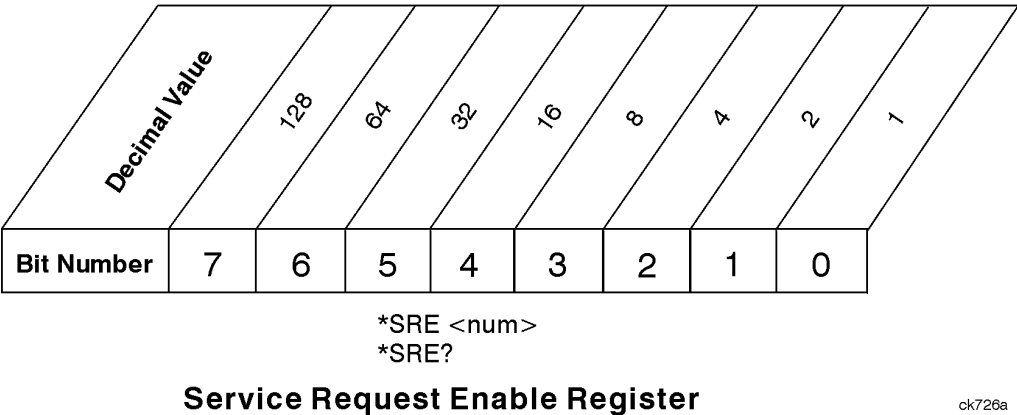 Decimal Value 128 64 32 16 8 4 2 1
Bit Number 7 6 5 4 3 2 1 0
*SRE <num>
*SRE?
Service Request Enable Register
ck726a